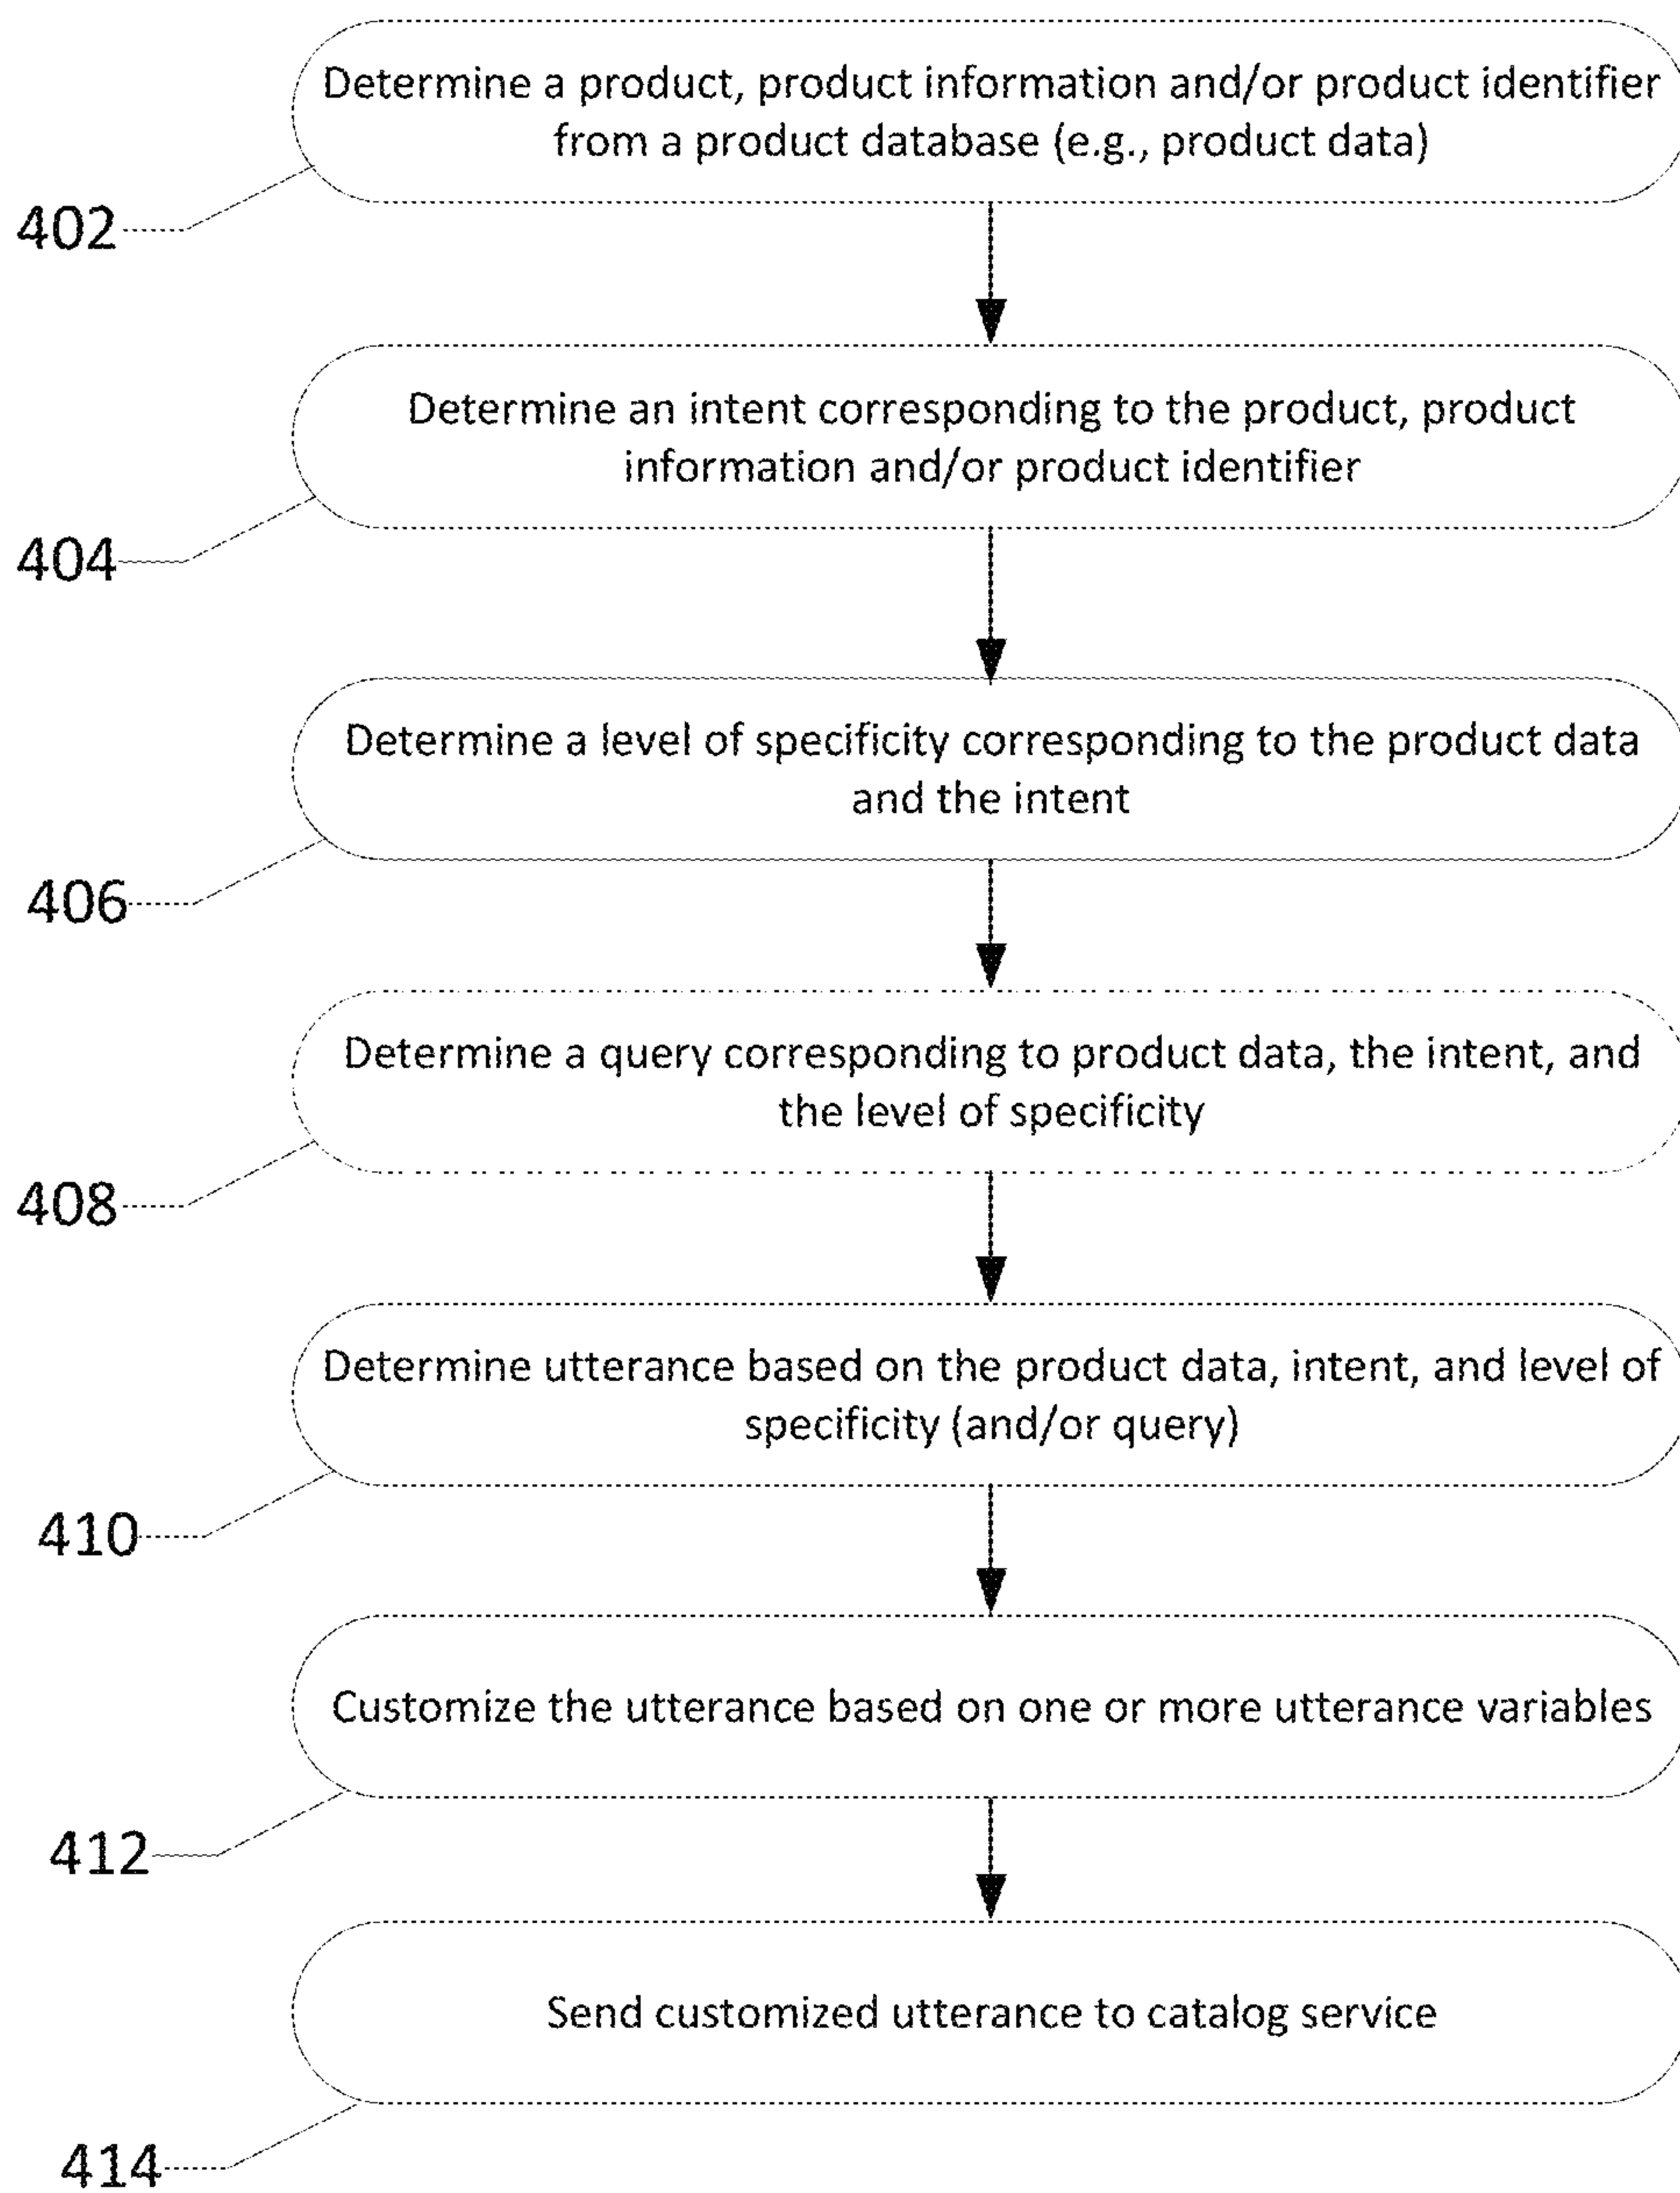 Determine a product, product information and/or product identifier
from a product database (e.g., product data)
402
Determine an intent corresponding to the product, product
information and/or product identifier
404
Determine a level of specificity corresponding to the product data
and the intent
406
Determine a query corresponding to product data, the intent, and
the level of specificity
408
Determine utterance based on the product data, intent, and level of
specificity (and/or query)
410
Customize the utterance based on one or more utterance variables
412
Send customized utterance to catalog service
414